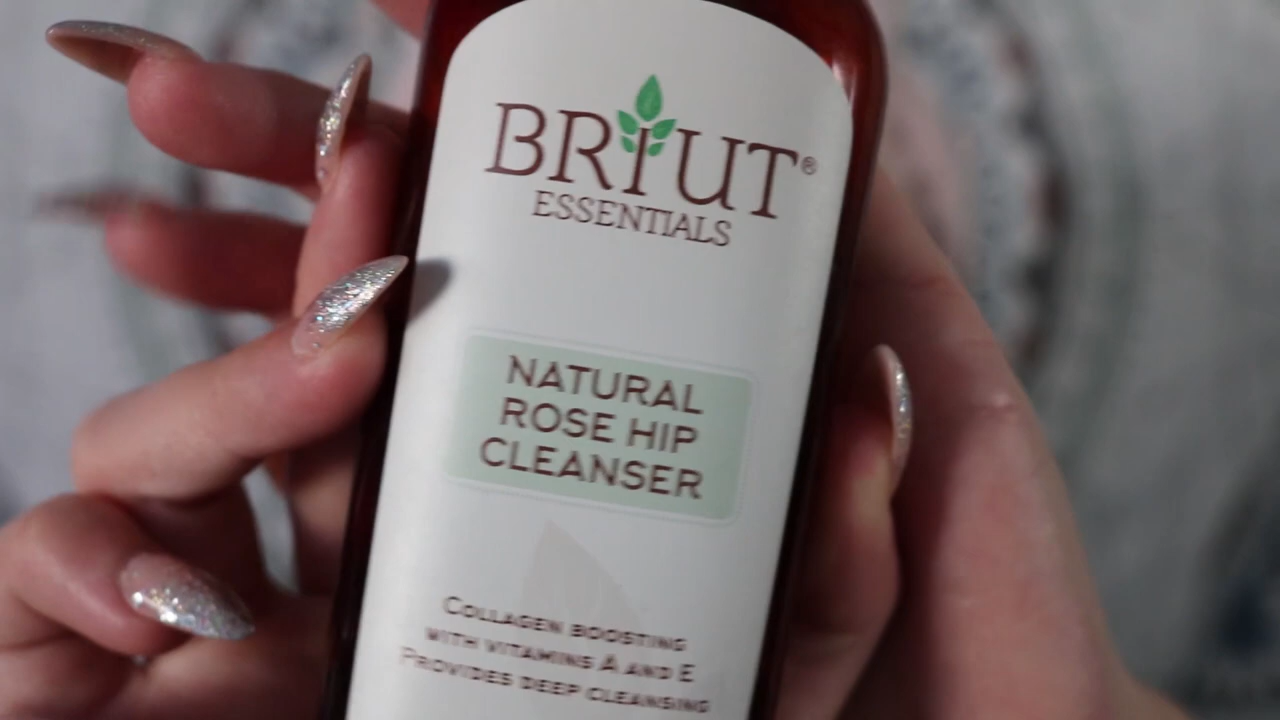 BRIUT®
ESSENTIALS
NATURAL
ROSE HIP
CLEANSER
COLLAGEN BOOSTING
WITH VITAMINS A AND E
PROVIDES DEEP CLEANSING